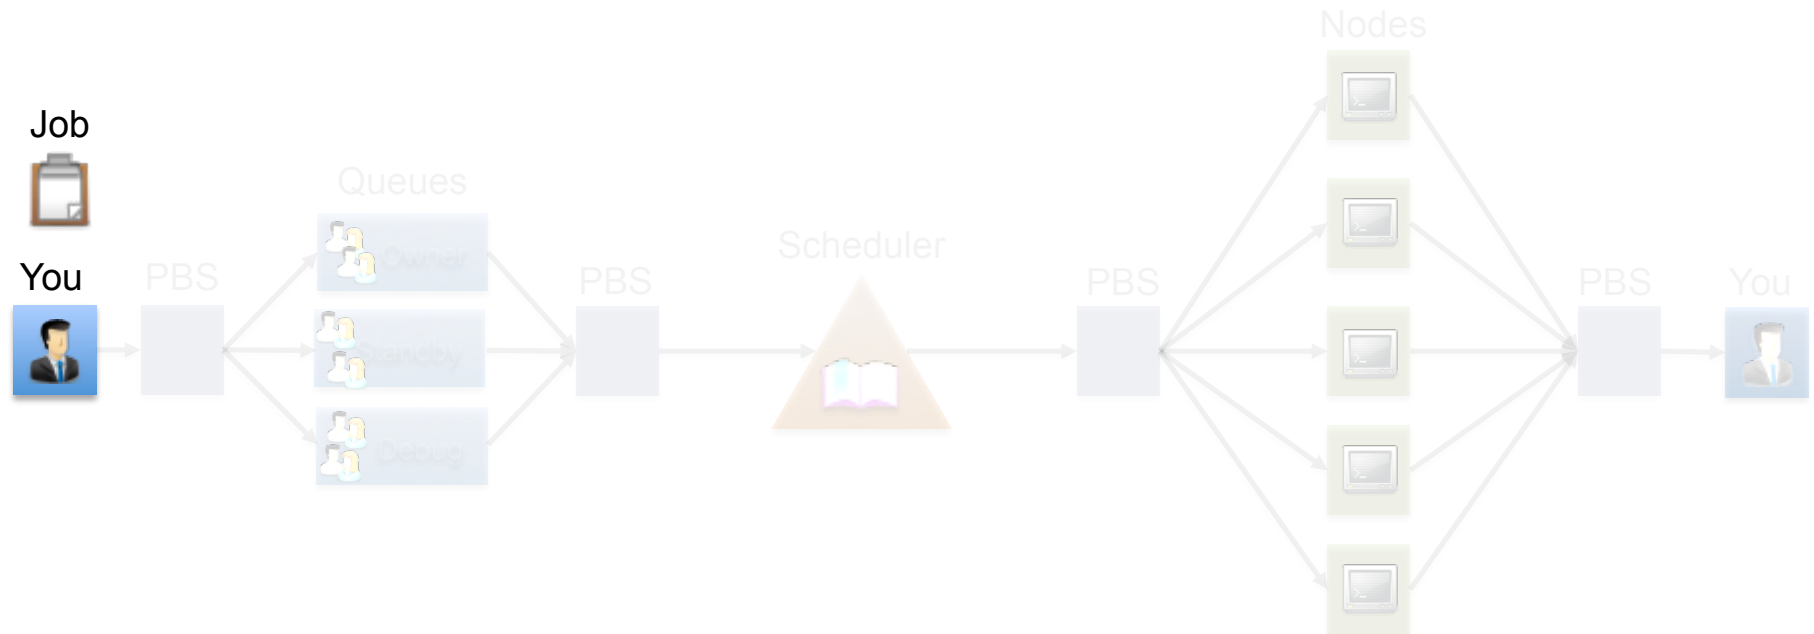 Nodes
Job
Queues
Owner
Scheduler
You
PBS
PBS
PBS
PBS
You
Standby
Debug